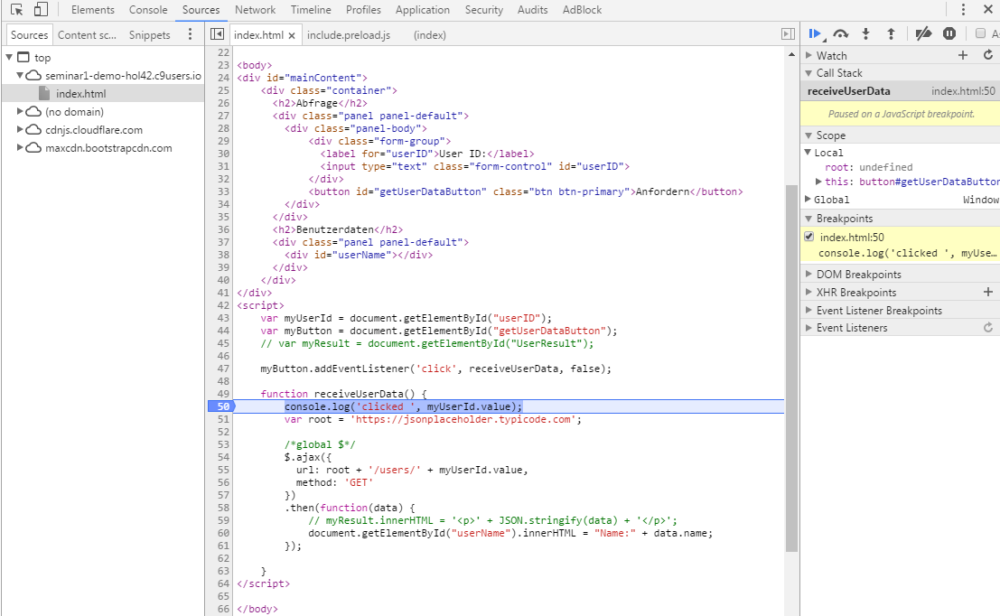 Elements Console Sources Network Timeline Profiles Application Security Audits AdBlock
Sources Content sc... Snippets
index.html × include.preload.js (index)
top
seminar1-demo-hol42.c9users.io
index.html
(no domain)
cdnjs.cloudflare.com
maxcdn.bootstrapcdn.com
22
23 <body>
24 <div id="mainContent">
25 <div class="container">
26 <h2>Abfrage</h2>
27 <div class="panel panel-default">
28 <div class="panel-body">
29 <div class="form-group">
30 <label for="userID">User ID:</label>
31 <input type="text" class="form-control" id="userID">
32 </div>
33 <button id="getUserDataButton" class="btn btn-primary">Anfordern</button>
34 </div>
35 </div>
36 <h2>Benutzerdaten</h2>
37 <div class="panel panel-default">
38 <div id="userName"></div>
39 </div>
40 </div>
41 </div>
42 <script>
43 var myUserId = document.getElementById("userID");
44 var myButton = document.getElementById("getUserDataButton");
45 // var myResult = document.getElementById("UserResult");
46
47 myButton.addEventListener('click', receiveUserData, false);
48
49 function receiveUserData() {
50 console.log('clicked ', myUserId.value);
51 var root = 'https://jsonplaceholder.typicode.com';
52
53 /*global $*/
54 $.ajax({
55 url: root + '/users/' + myUserId.value,
56 method: 'GET'
57 })
58 .then(function(data) {
59 // myResult.innerHTML = '<p>' + JSON.stringify(data) + '</p>';
60 document.getElementById("userName").innerHTML = "Name:" + data.name;
61 });
62
63 }
64 </script>
65
66 </body>
As
Watch
Call Stack
receiveUserData index.html:50
Paused on a JavaScript breakpoint.
Scope
Local
root: undefined
this: button#getUserDataButton
Global Window
Breakpoints
index.html:50
console.log('clicked ', myUse...
DOM Breakpoints
XHR Breakpoints
Event Listener Breakpoints
Event Listeners